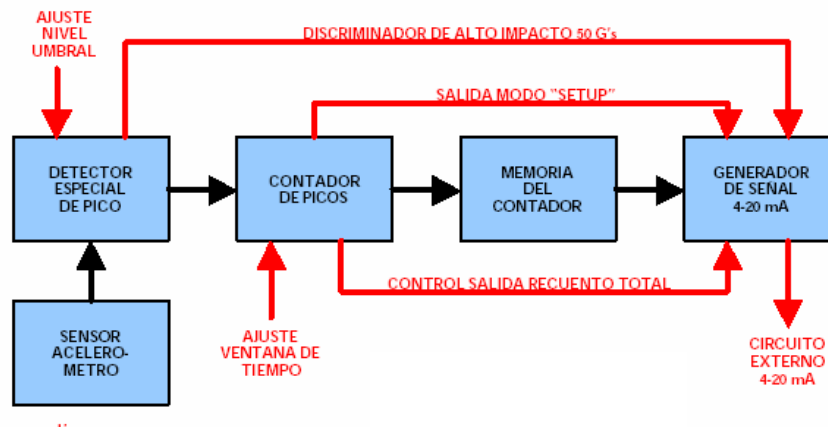 AJUSTE
NIVEL
UMBRAL
DISCRIMINADOR DE ALTO IMPACTO 50 G's
SALIDA MODO "SETUP"
DETECTOR
ESPECIAL
DE PICO
CONTADOR
DE PICOS
MEMORIA
DEL
CONTADOR
GENERADOR
DE SEÑAL
4-20 mA
CONTROL SALIDA RECUENTO TOTAL
SENSOR
ACELERO-
METRO
AJUSTE
VENTANA DE
TIEMPO
CIRCUITO
EXTERNO
4-20 mA